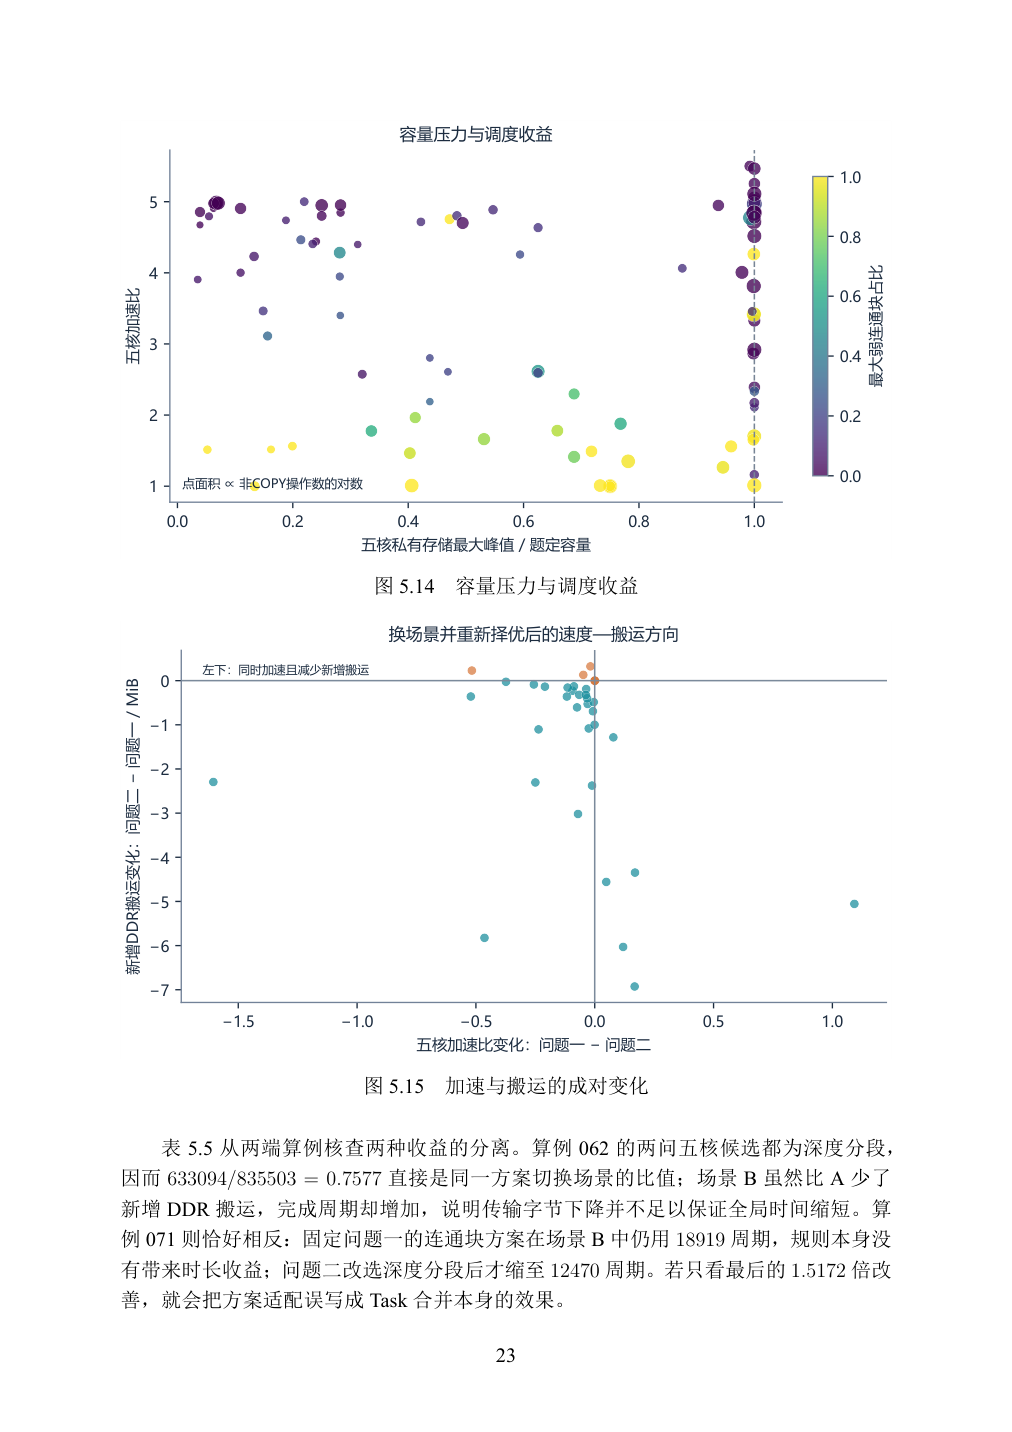 容量压力与调度收益
5
4
3
2
1
五核加速比
点面积 ∝ 非COPY操作数的对数
0.0 0.2 0.4 0.6 0.8 1.0
五核私有存储最大峰值 / 题定容量
1.0
0.8
0.6
0.4
0.2
0.0
最大弱连通块占比
图 5.14 容量压力与调度收益
换场景并重新择优后的速度—搬运方向
左下：同时加速且减少新增搬运
0
−1
−2
−3
−4
−5
−6
−7
新增DDR搬运变化：问题二 − 问题一 / MiB
−1.5 −1.0 −0.5 0.0 0.5 1.0
五核加速比变化：问题一 − 问题二
图 5.15 加速与搬运的成对变化
表 5.5 从两端算例核查两种收益的分离。算例 062 的两问五核候选都为深度分段，
因而 633094/835503 = 0.7577 直接是同一方案切换场景的比值；场景 B 虽然比 A 少了
新增 DDR 搬运，完成周期却增加，说明传输字节下降并不足以保证全局时间缩短。算
例 071 则恰好相反：固定问题一的连通块方案在场景 B 中仍用 18919 周期，规则本身没
有带来时长收益；问题二改选深度分段后才缩至 12470 周期。若只看最后的 1.5172 倍改
善，就会把方案适配误写成 Task 合并本身的效果。
23